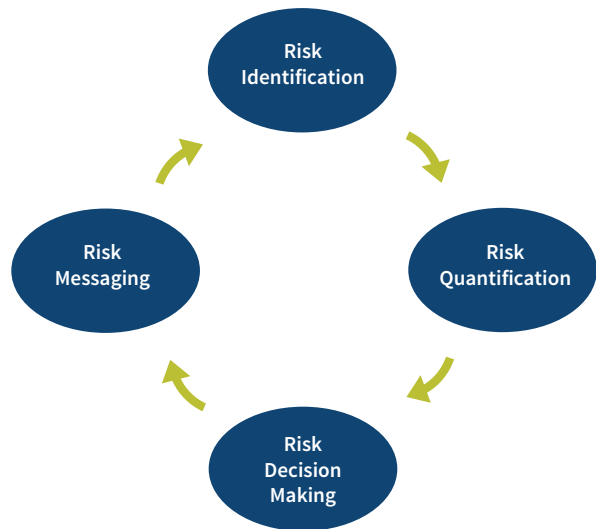 Risk
Identification
Risk
Quantification
Risk
Decision
Making
Risk
Messaging